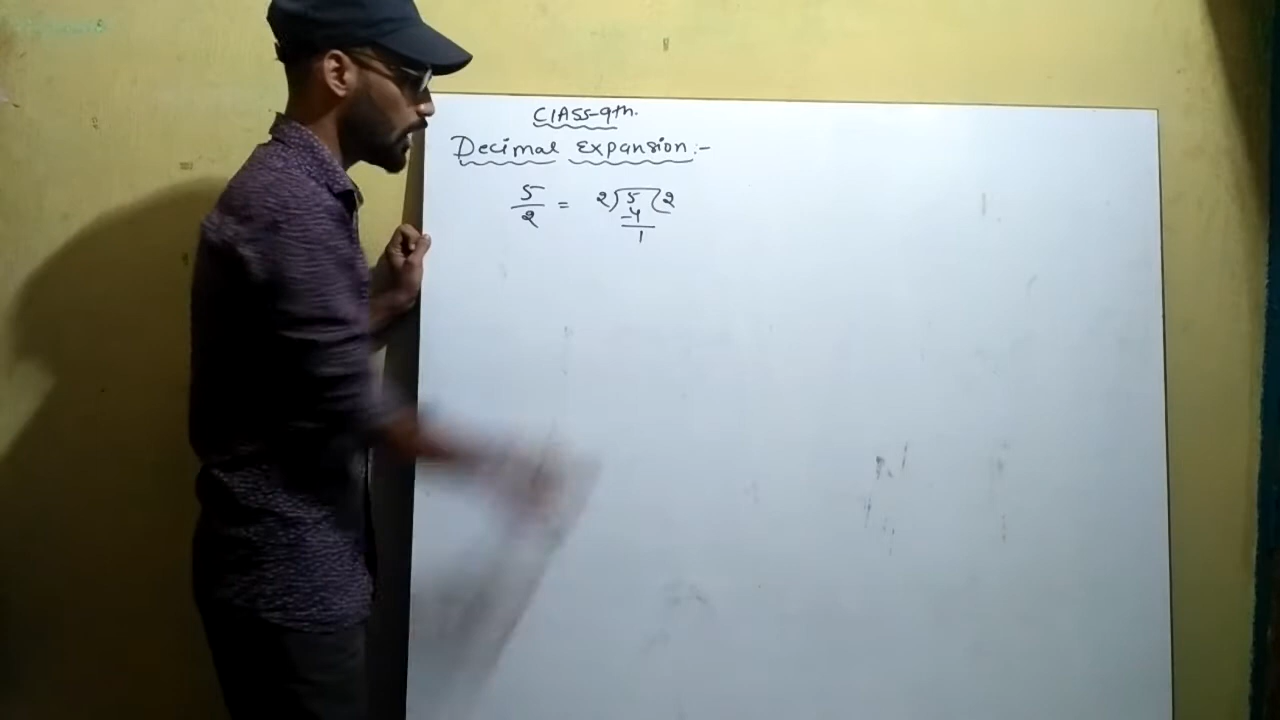 CLASS-9th.
Decimal Expansion:-
5/2 = 2)5(2
-4
1